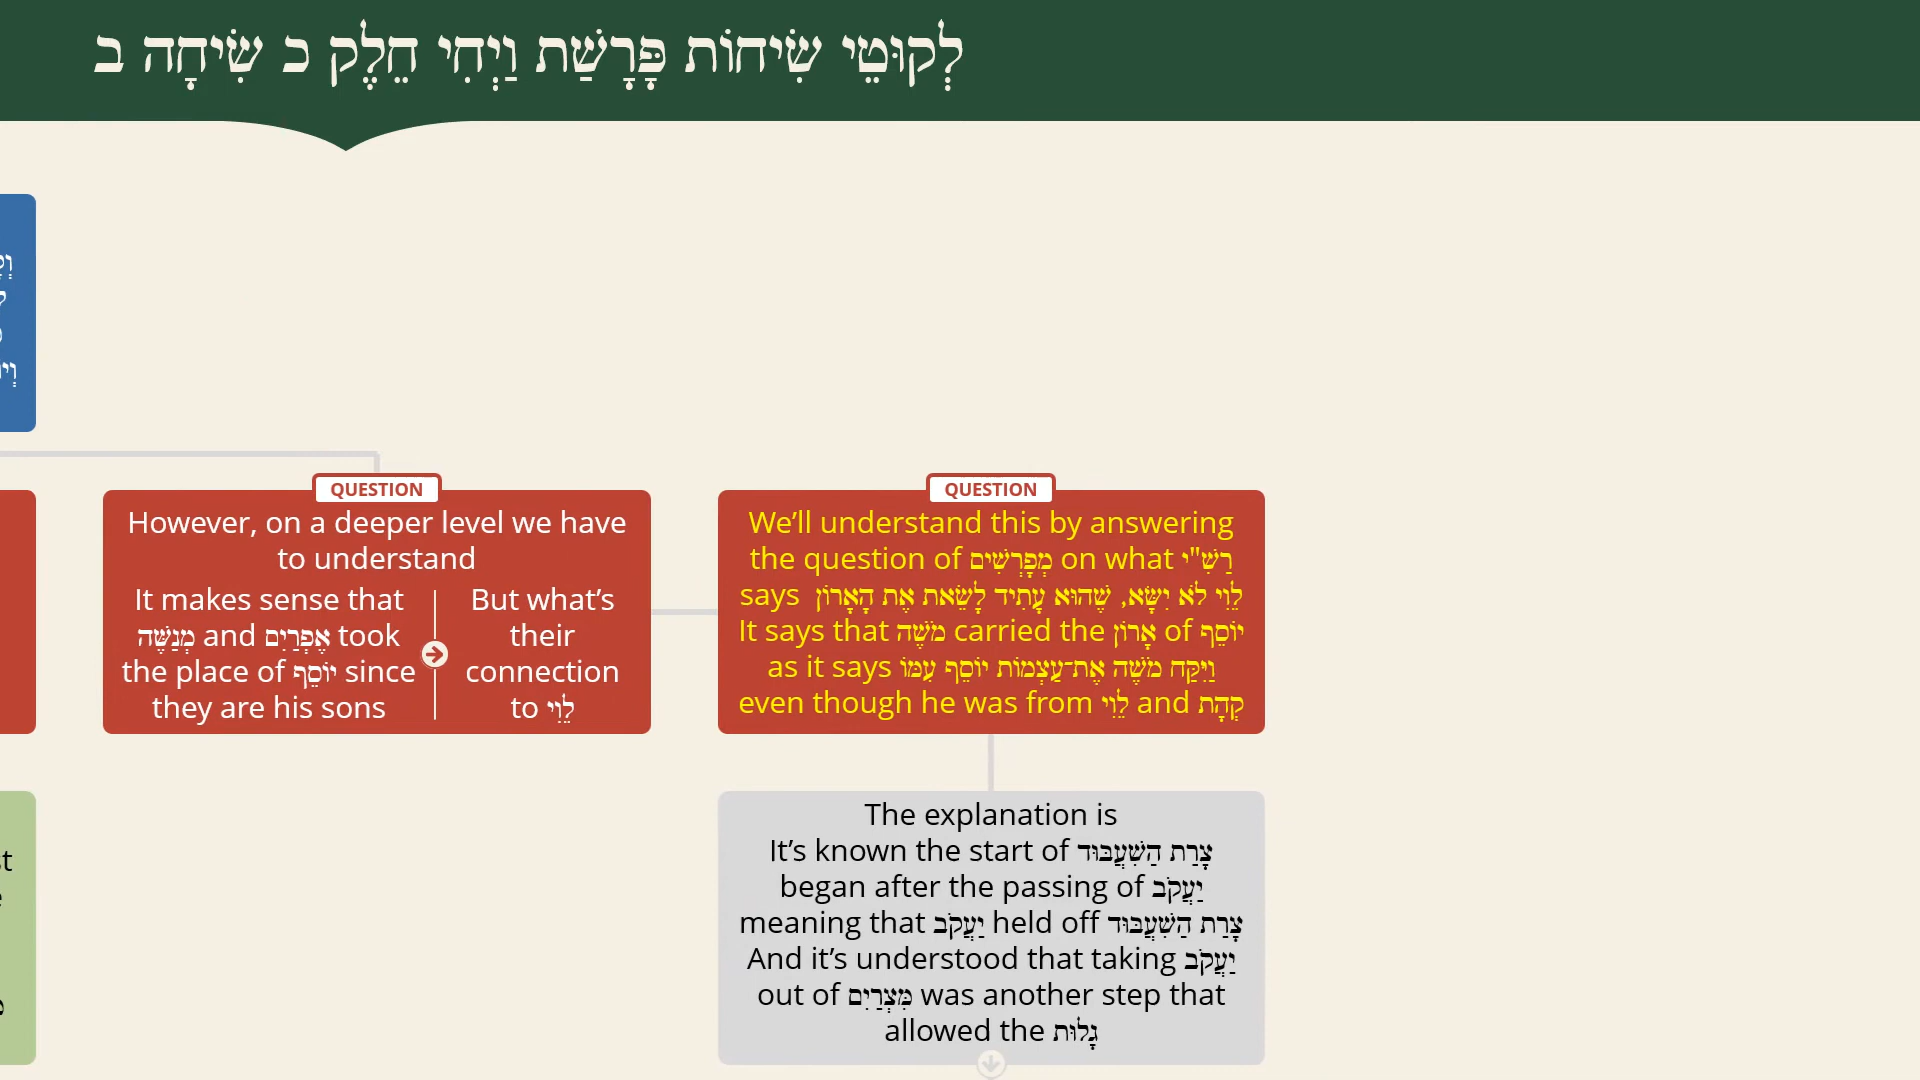 לְקוּטֵי שִׂיחוֹת פָּרָשַׁת וַיְחִי חֵלֶק כ שִׂיחָה ב
QUESTION
However, on a deeper level we have
to understand
It makes sense that
מְנַשֶּׁה and אֶפְרַיִם took
the place of יוֹסֵף since
they are his sons
But what’s
their
connection
to לֵוִי
QUESTION
We’ll understand this by answering
the question of מְפָרְשִׁים on what רַשִׁ"י
says לֵוִי לֹא יִשָּׂא, שֶׁהוּא עָתִיד לָשֵׂאת אֶת הָאָרוֹן
It says that מֹשֶׁה carried the אָרוֹן of יוֹסֵף
as it says וַיִּקַּח מֹשֶׁה אֶת־עַצְמוֹת יוֹסֵף עִמּוֹ
even though he was from לֵוִי and קְהָת
The explanation is
It’s known the start of צָרַת הַשִּׁעֲבּוּד
began after the passing of יַעֲקֹב
meaning that יַעֲקֹב held off צָרַת הַשִּׁעֲבּוּד
And it’s understood that taking יַעֲקֹב
out of מִצְרַיִם was another step that
allowed the גָלוּת